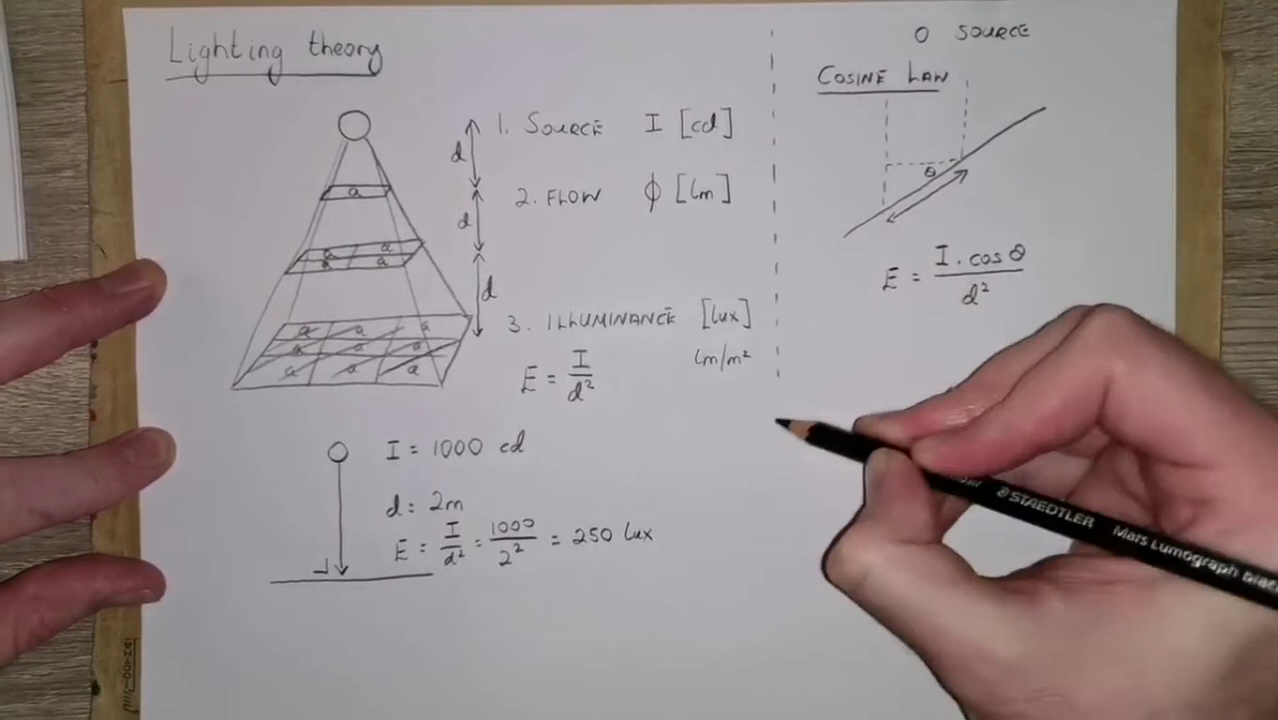 Lighting theory
1. SOURCE I [cd]
2. FLOW ϕ [lm]
3. ILLUMINANCE [lux]
lm/m²
E = I/d²
d
d
d
a
a a
a a
a a a
a a a
a a a
I = 1000 cd
d = 2m
E = I/d² = 1000/2² = 250 lux
O SOURCE
COSINE LAW
θ
E = I . cos θ/d²
STAEDTLER Mars Lumograph black